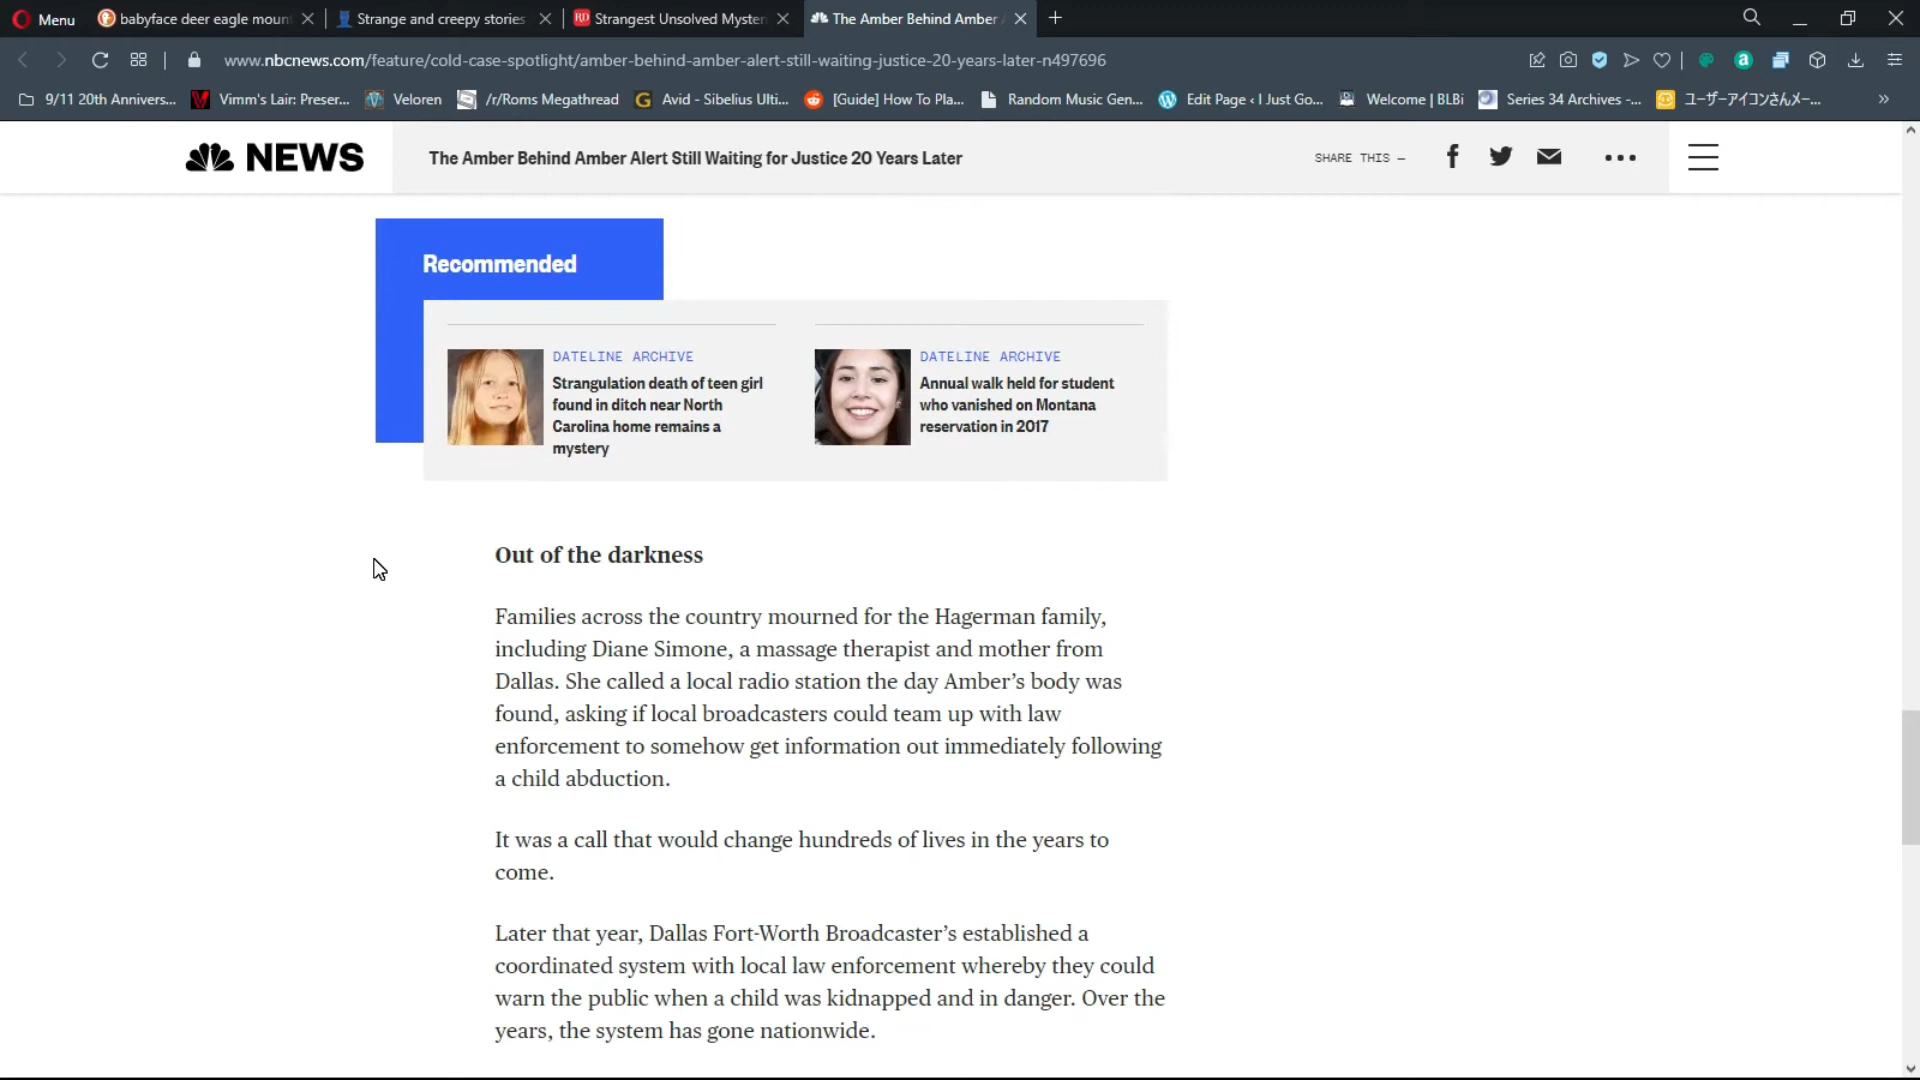 Menu
babyface deer eagle moun
Strange and creepy stories
RD
Strangest Unsolved Myster
The Amber Behind Amber
www.nbcnews.com/feature/cold-case-spotlight/amber-behind-amber-alert-still-waiting-justice-20-years-later-n497696
9/11 20th Annivers...
Vimm's Lair: Preser...
Veloren
/r/Roms Megathread
Avid - Sibelius Ulti...
[Guide] How To Pla...
Random Music Gen...
Edit Page ‹ I Just Go...
Welcome | BLBi
Series 34 Archives -...
ユーザーアイコンさんメー...
NEWS
The Amber Behind Amber Alert Still Waiting for Justice 20 Years Later
SHARE THIS —
Recommended
DATELINE ARCHIVE
Strangulation death of teen girl
found in ditch near North
Carolina home remains a
mystery
DATELINE ARCHIVE
Annual walk held for student
who vanished on Montana
reservation in 2017
Out of the darkness
Families across the country mourned for the Hagerman family,
including Diane Simone, a massage therapist and mother from
Dallas. She called a local radio station the day Amber’s body was
found, asking if local broadcasters could team up with law
enforcement to somehow get information out immediately following
a child abduction.
It was a call that would change hundreds of lives in the years to
come.
Later that year, Dallas Fort-Worth Broadcaster’s established a
coordinated system with local law enforcement whereby they could
warn the public when a child was kidnapped and in danger. Over the
years, the system has gone nationwide.